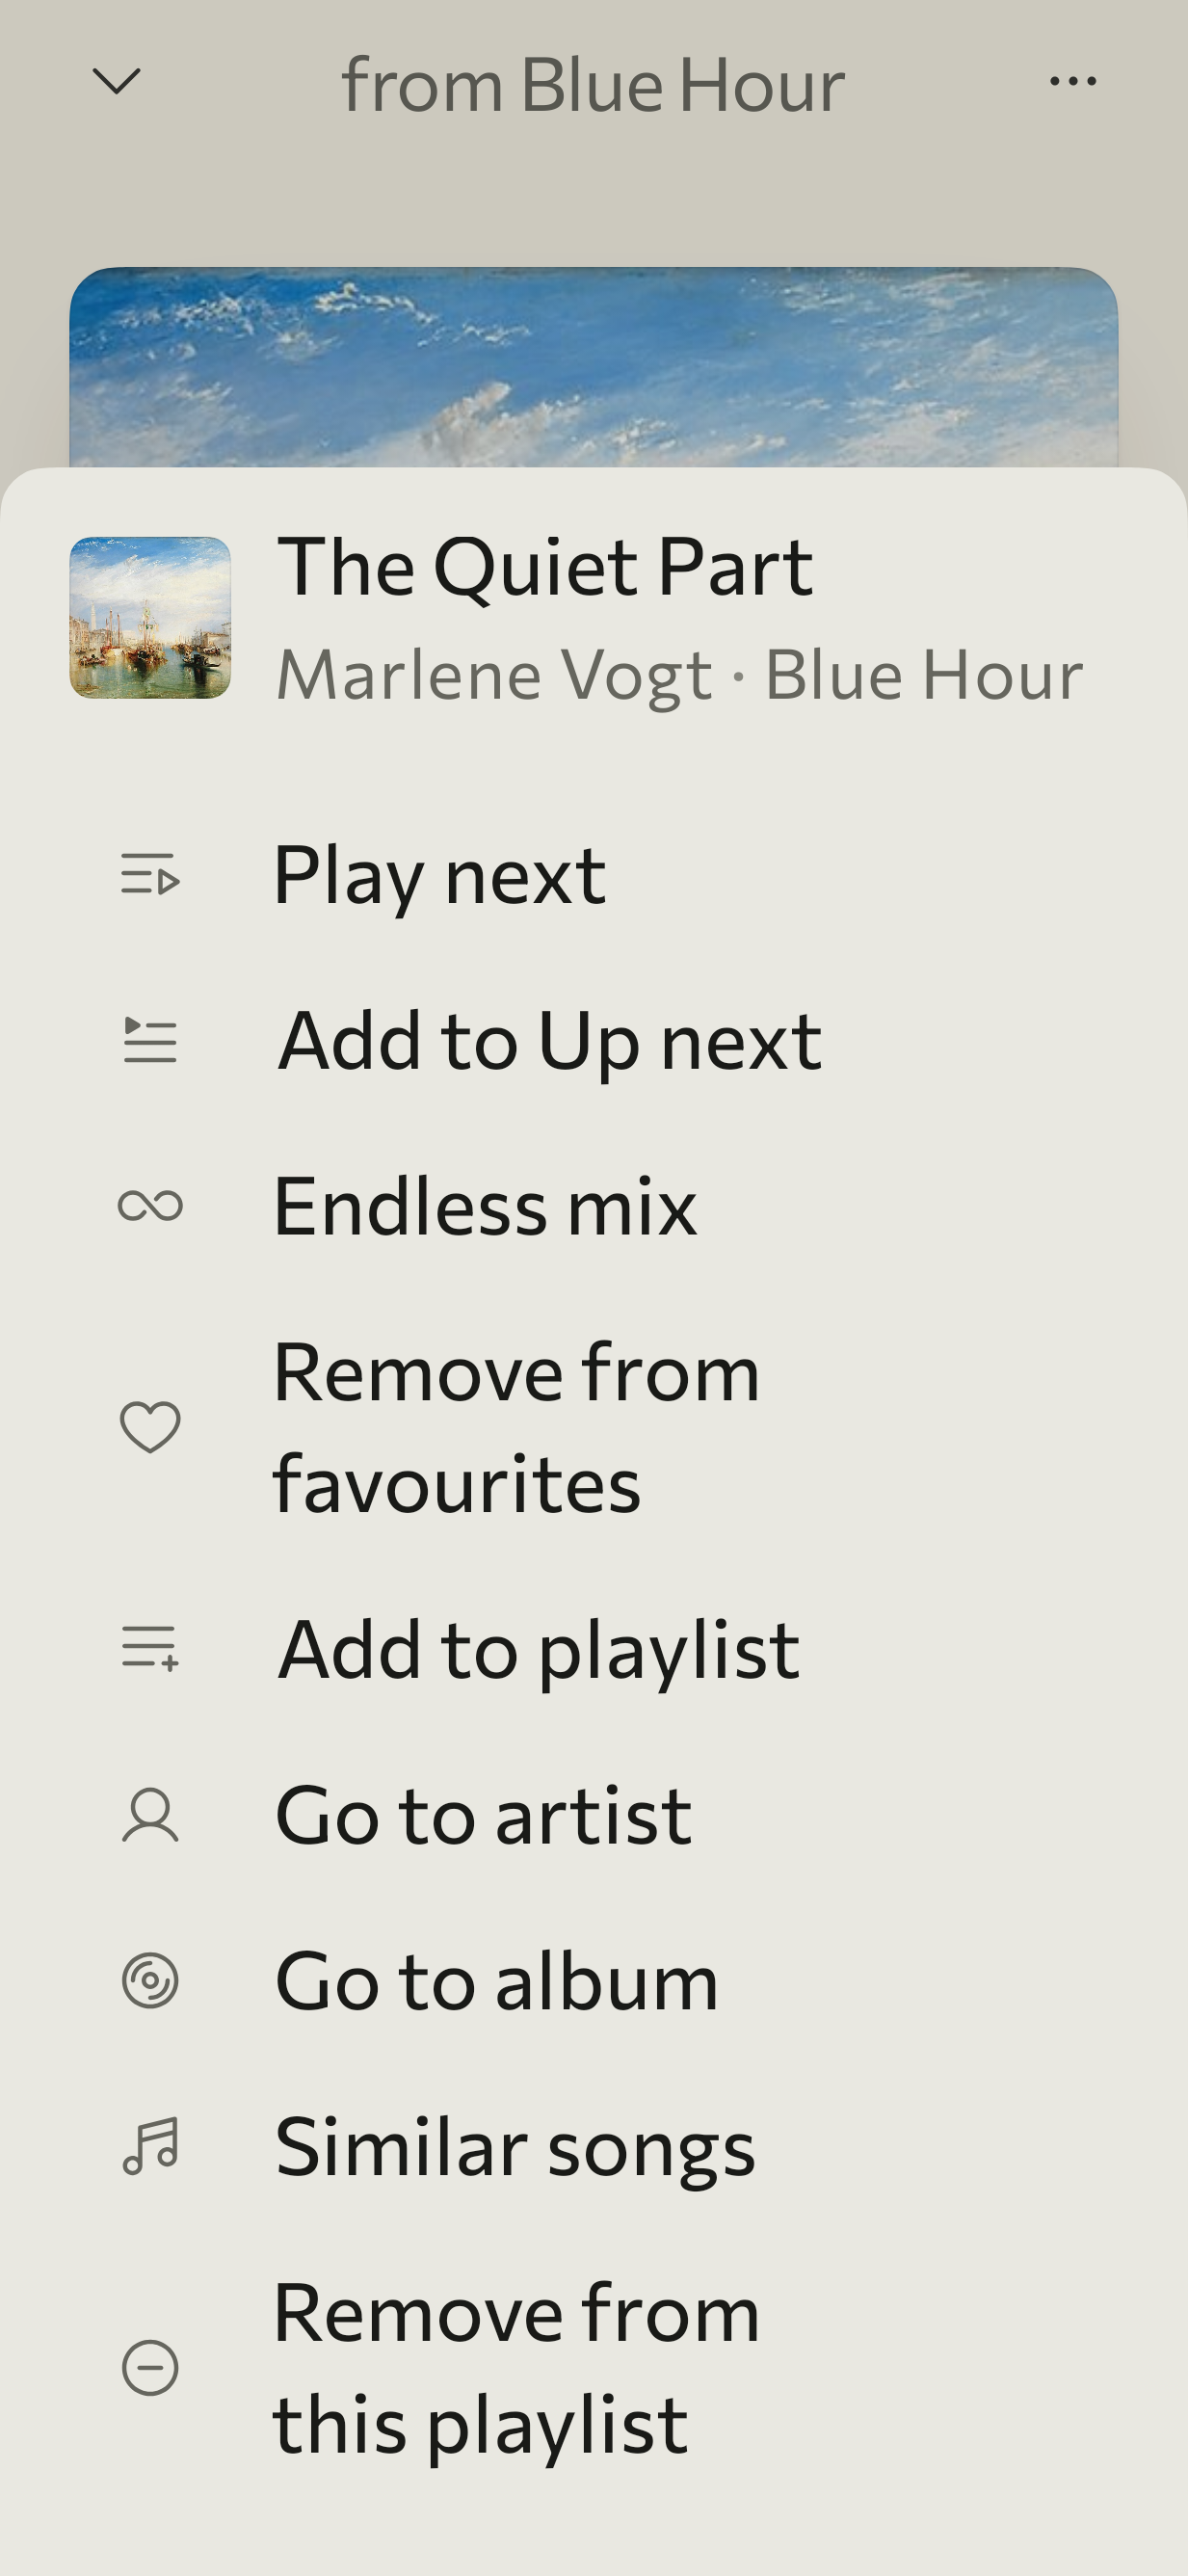 from Blue Hour
The Quiet Part
Marlene Vogt · Blue Hour
Play next
Add to Up next
Endless mix
Remove from
favourites
Add to playlist
Go to artist
Go to album
Similar songs
Remove from
this playlist